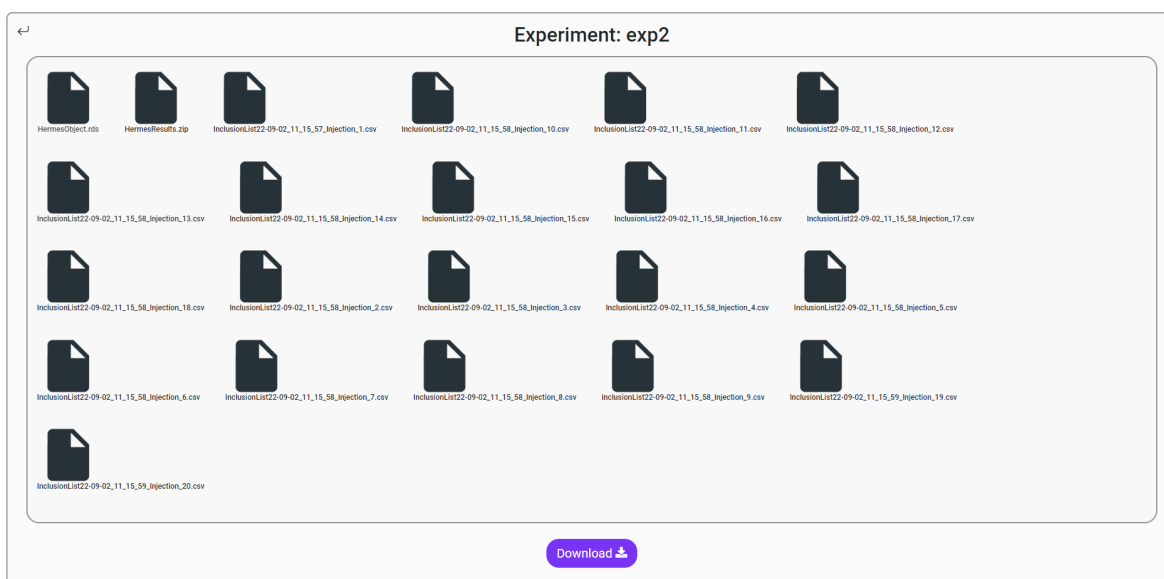 Experiment: exp2
HermesObject.rds HermesResults.zip InclusionList22-09-02_11_15_57_Injection_1.csv InclusionList22-09-02_11_15_58_Injection_10.csv InclusionList22-09-02_11_15_58_Injection_11.csv InclusionList22-09-02_11_15_58_Injection_12.csv
InclusionList22-09-02_11_15_58_Injection_13.csv InclusionList22-09-02_11_15_58_Injection_14.csv InclusionList22-09-02_11_15_58_Injection_15.csv InclusionList22-09-02_11_15_58_Injection_16.csv InclusionList22-09-02_11_15_58_Injection_17.csv
InclusionList22-09-02_11_15_58_Injection_18.csv InclusionList22-09-02_11_15_58_Injection_2.csv InclusionList22-09-02_11_15_58_Injection_3.csv InclusionList22-09-02_11_15_58_Injection_4.csv InclusionList22-09-02_11_15_58_Injection_5.csv
InclusionList22-09-02_11_15_58_Injection_6.csv InclusionList22-09-02_11_15_58_Injection_7.csv InclusionList22-09-02_11_15_58_Injection_8.csv InclusionList22-09-02_11_15_58_Injection_9.csv InclusionList22-09-02_11_15_59_Injection_19.csv
InclusionList22-09-02_11_15_59_Injection_20.csv
Download